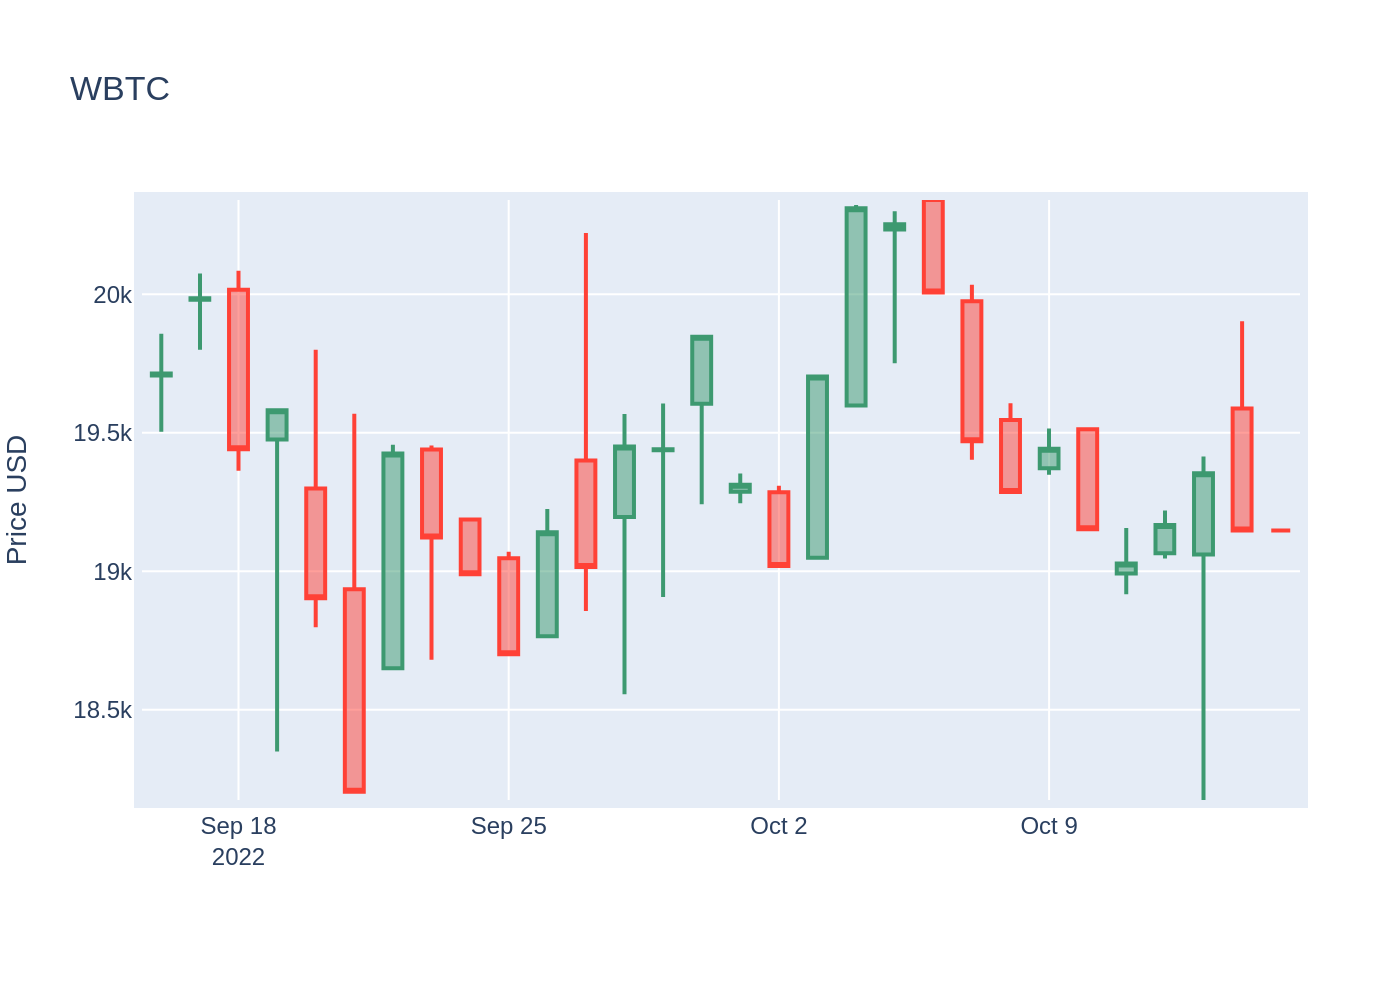 WBTC
Price USD
20k
19.5k
19k
18.5k
Sep 18
2022
Sep 25
Oct 2
Oct 9